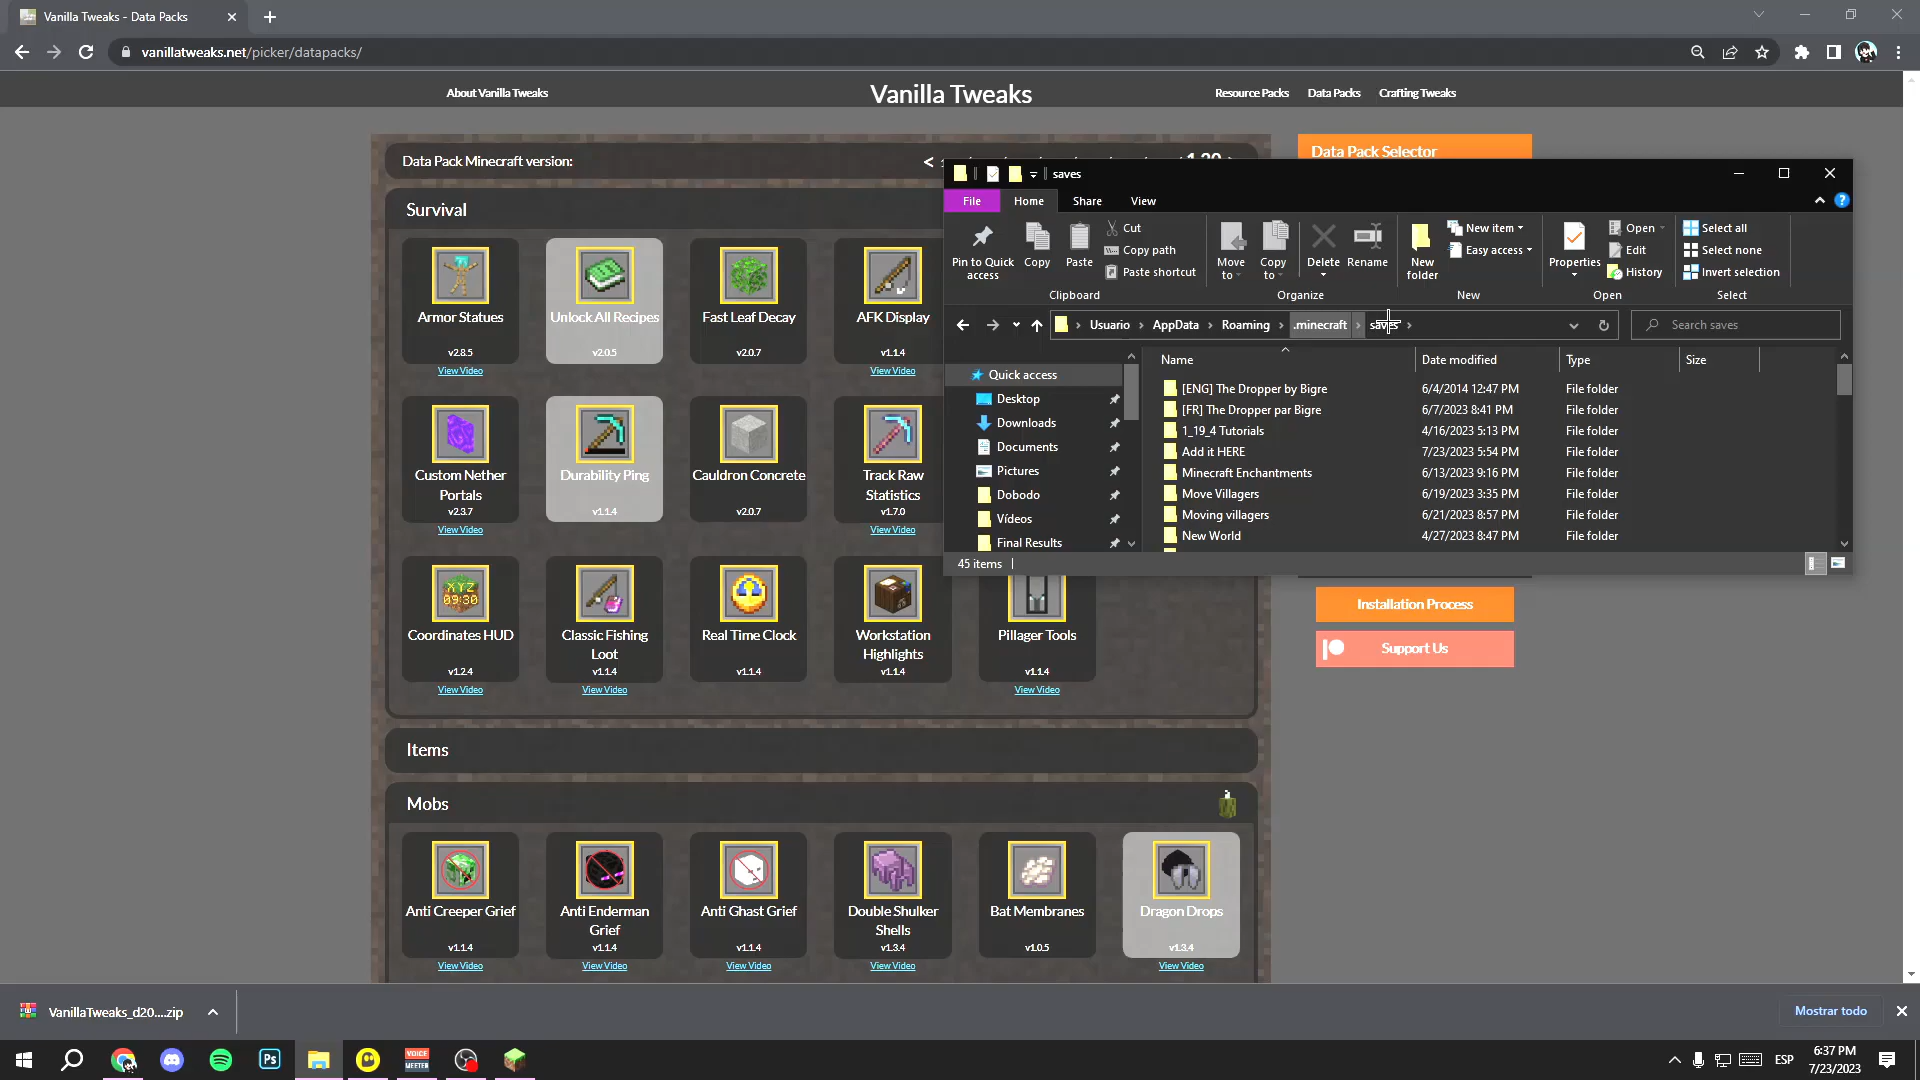 Vanilla Tweaks - Data Packs
vanillatweaks.net/picker/datapacks/
About Vanilla Tweaks
Vanilla Tweaks
Resource Packs
Data Packs
Crafting Tweaks
Data Pack Minecraft version:
<
Data Pack Selector
Survival
Armor Statues
v2.8.5
View Video
Unlock All Recipes
v2.0.5
Fast Leaf Decay
v2.0.7
AFK Display
v1.1.4
View Video
Custom Nether
Portals
v2.3.7
View Video
Durability Ping
v1.1.4
Cauldron Concrete
v2.0.7
Track Raw
Statistics
v1.7.0
View Video
Coordinates HUD
v1.2.4
View Video
Classic Fishing
Loot
v1.1.4
View Video
Real Time Clock
v1.1.4
Workstation
Highlights
v1.1.4
Pillager Tools
v1.1.4
View Video
Items
Mobs
Anti Creeper Grief
v1.1.4
View Video
Anti Enderman
Grief
v1.1.4
View Video
Anti Ghast Grief
v1.1.4
View Video
Double Shulker
Shells
v1.3.4
View Video
Bat Membranes
v1.0.5
Dragon Drops
v1.3.4
View Video
Installation Process
Support Us
saves
File
Home
Share
View
Pin to Quick
access
Copy
Paste
Cut
Copy path
Paste shortcut
Clipboard
Move
to
Copy
to
Delete
Rename
Organize
New
folder
New item
Easy access
New
Properties
Open
Edit
History
Open
Select all
Select none
Invert selection
Select
Usuario
AppData
Roaming
.minecraft
saves
Search saves
Quick access
Desktop
Downloads
Documents
Pictures
Dobodo
Vídeos
Final Results
Name Date modified Type Size
[ENG] The Dropper by Bigre 6/4/2014 12:47 PM File folder
[FR] The Dropper par Bigre 6/7/2023 8:41 PM File folder
1_19_4 Tutorials 4/16/2023 5:13 PM File folder
Add it HERE 7/23/2023 5:54 PM File folder
Minecraft Enchantments 6/13/2023 9:16 PM File folder
Move Villagers 6/19/2023 3:35 PM File folder
Moving villagers 6/21/2023 8:57 PM File folder
New World 4/27/2023 8:47 PM File folder
45 items
VanillaTweaks_d20....zip
Mostrar todo
Ps
VOICE
MEETER
ESP
6:37 PM
7/23/2023